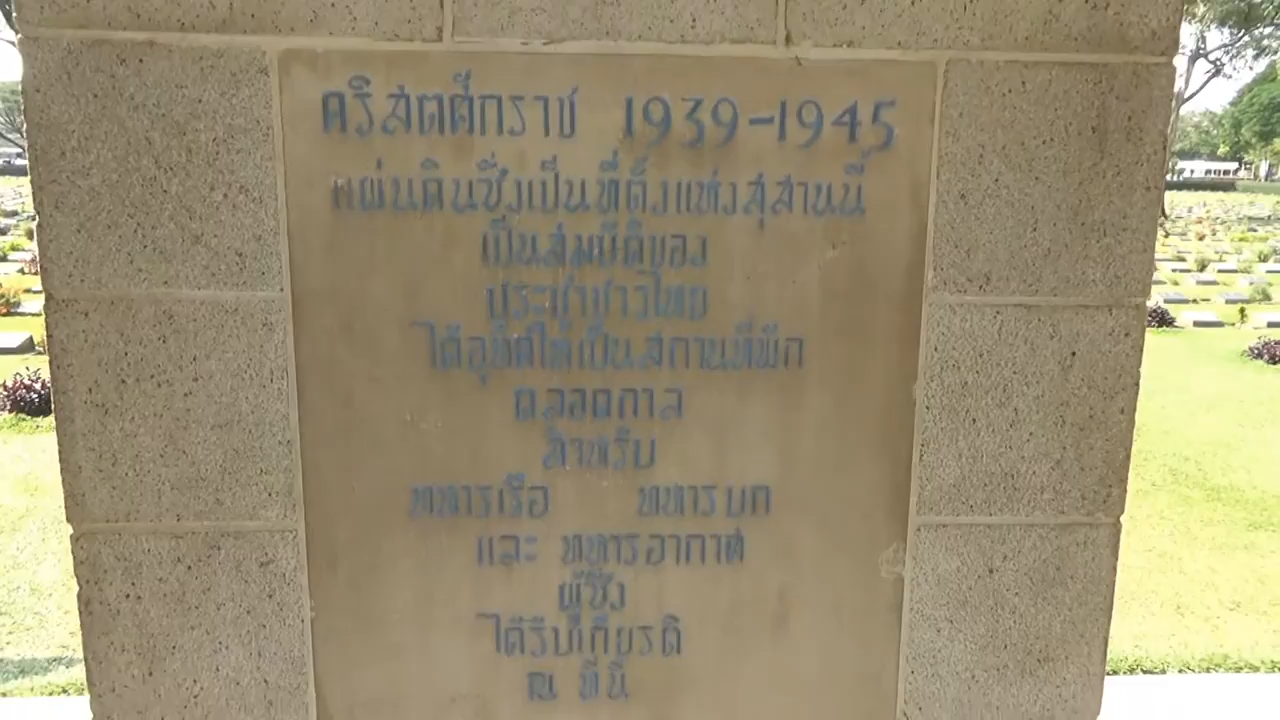 คริสตศักราช 1939-1945
แผ่นดินซึ่งเป็นที่ตั้งแห่งสุสานนี้
เป็นสมบัติของ
ประชาชาวไทย
ได้อุทิศให้เป็นสถานที่พัก
ตลอดกาล
สำหรับ
ทหารเรือ ทหารบก
และ ทหารอากาศ
ผู้ซึ่ง
ได้รับเกียรติ
ณ ที่นี้